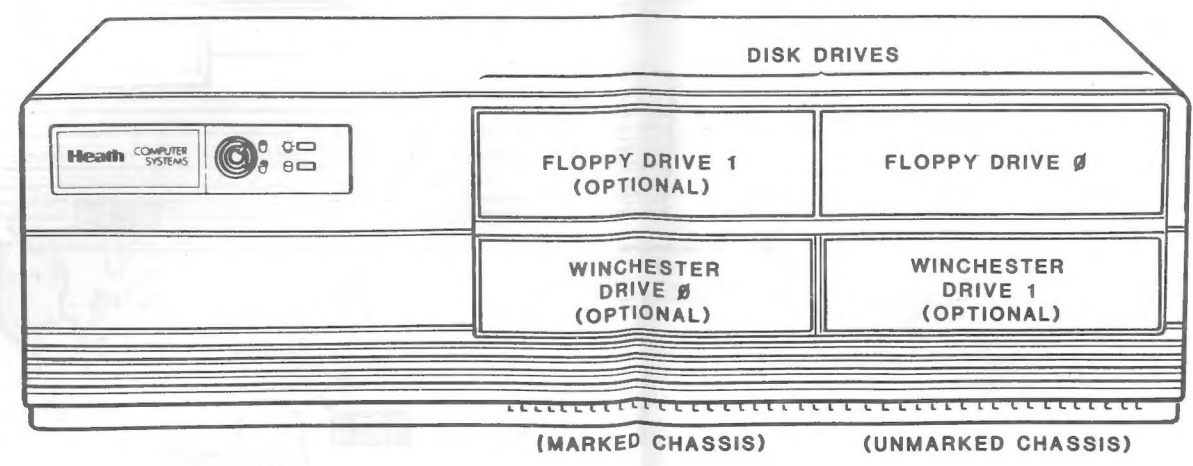 DISK DRIVES
Heath COMPUTER
SYSTEMS
FLOPPY DRIVE 1
(OPTIONAL)
FLOPPY DRIVE Ø
WINCHESTER
DRIVE Ø
(OPTIONAL)
WINCHESTER
DRIVE 1
(OPTIONAL)
(MARKED CHASSIS)
(UNMARKED CHASSIS)